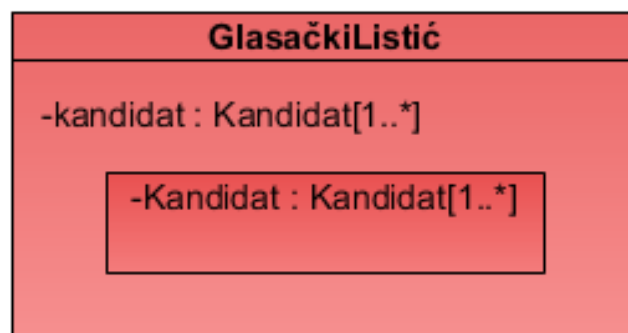 GlasačkiListić
-kandidat : Kandidat[1..*]
-Kandidat : Kandidat[1..*]